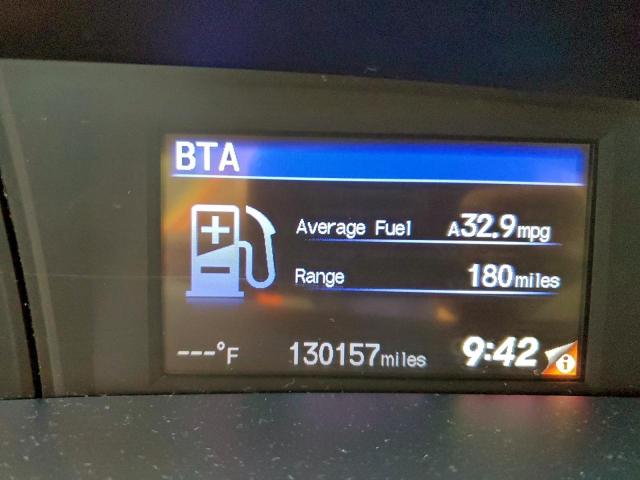 BTA
Average Fuel A32.9mpg
Range 180miles
---°F 130157miles 9:42 i